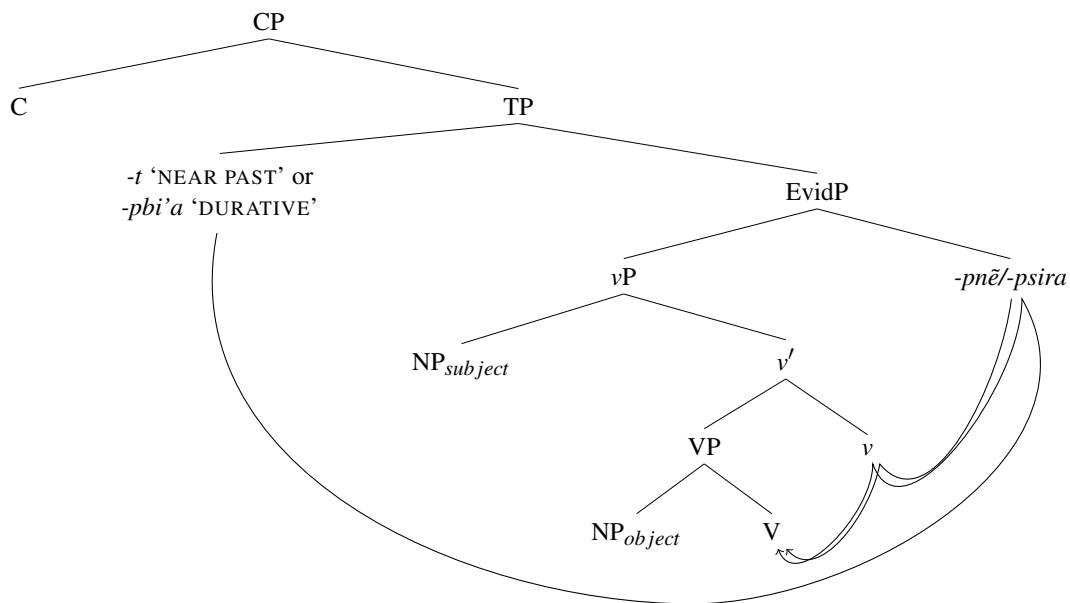 CP
C
TP
-t ‘NEAR PAST’ or
-pbi’a ‘DURATIVE’
EvidP
vP
-pnẽ/-psira
NPsubject
v′
VP
v
NPobject
V